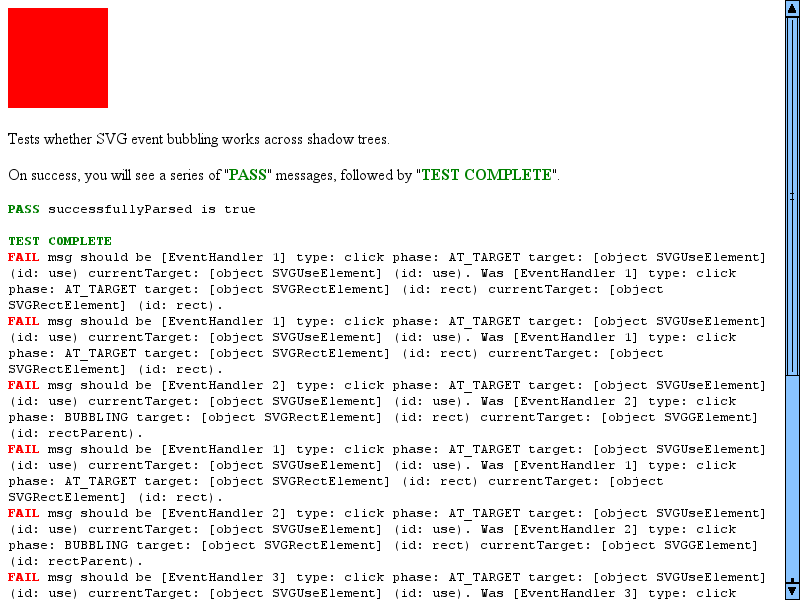 Tests whether SVG event bubbling works across shadow trees.
On success, you will see a series of "PASS" messages, followed by "TEST COMPLETE".
PASS successfullyParsed is true
TEST COMPLETE
FAIL msg should be [EventHandler 1] type: click phase: AT_TARGET target: [object SVGUseElement]
(id: use) currentTarget: [object SVGUseElement] (id: use). Was [EventHandler 1] type: click
phase: AT_TARGET target: [object SVGRectElement] (id: rect) currentTarget: [object
SVGRectElement] (id: rect).
FAIL msg should be [EventHandler 1] type: click phase: AT_TARGET target: [object SVGUseElement]
(id: use) currentTarget: [object SVGUseElement] (id: use). Was [EventHandler 1] type: click
phase: AT_TARGET target: [object SVGRectElement] (id: rect) currentTarget: [object
SVGRectElement] (id: rect).
FAIL msg should be [EventHandler 2] type: click phase: AT_TARGET target: [object SVGUseElement]
(id: use) currentTarget: [object SVGUseElement] (id: use). Was [EventHandler 2] type: click
phase: BUBBLING target: [object SVGRectElement] (id: rect) currentTarget: [object SVGGElement]
(id: rectParent).
FAIL msg should be [EventHandler 1] type: click phase: AT_TARGET target: [object SVGUseElement]
(id: use) currentTarget: [object SVGUseElement] (id: use). Was [EventHandler 1] type: click
phase: AT_TARGET target: [object SVGRectElement] (id: rect) currentTarget: [object
SVGRectElement] (id: rect).
FAIL msg should be [EventHandler 2] type: click phase: AT_TARGET target: [object SVGUseElement]
(id: use) currentTarget: [object SVGUseElement] (id: use). Was [EventHandler 2] type: click
phase: BUBBLING target: [object SVGRectElement] (id: rect) currentTarget: [object SVGGElement]
(id: rectParent).
FAIL msg should be [EventHandler 3] type: click phase: AT_TARGET target: [object SVGUseElement]
(id: use) currentTarget: [object SVGUseElement] (id: use). Was [EventHandler 3] type: click